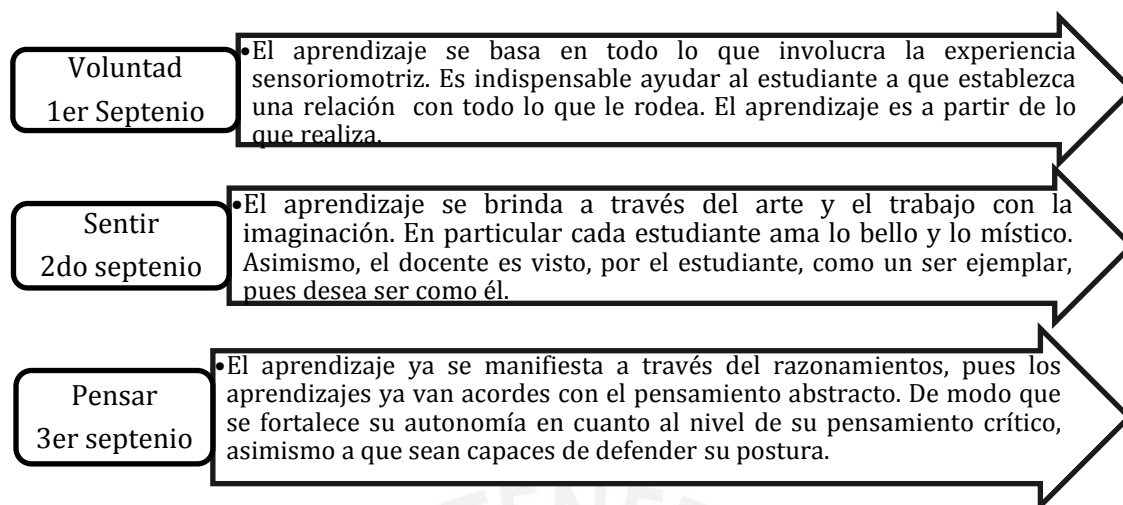 Voluntad
1er Septenio
•El aprendizaje se basa en todo lo que involucra la experiencia
sensoriomotriz. Es indispensable ayudar al estudiante a que establezca
una relación con todo lo que le rodea. El aprendizaje es a partir de lo
que realiza.
Sentir
2do septenio
•El aprendizaje se brinda a través del arte y el trabajo con la
imaginación. En particular cada estudiante ama lo bello y lo místico.
Asimismo, el docente es visto, por el estudiante, como un ser ejemplar,
pues desea ser como él.
Pensar
3er septenio
•El aprendizaje ya se manifiesta a través del razonamientos, pues los
aprendizajes ya van acordes con el pensamiento abstracto. De modo que
se fortalece su autonomía en cuanto al nivel de su pensamiento crítico,
asimismo a que sean capaces de defender su postura.